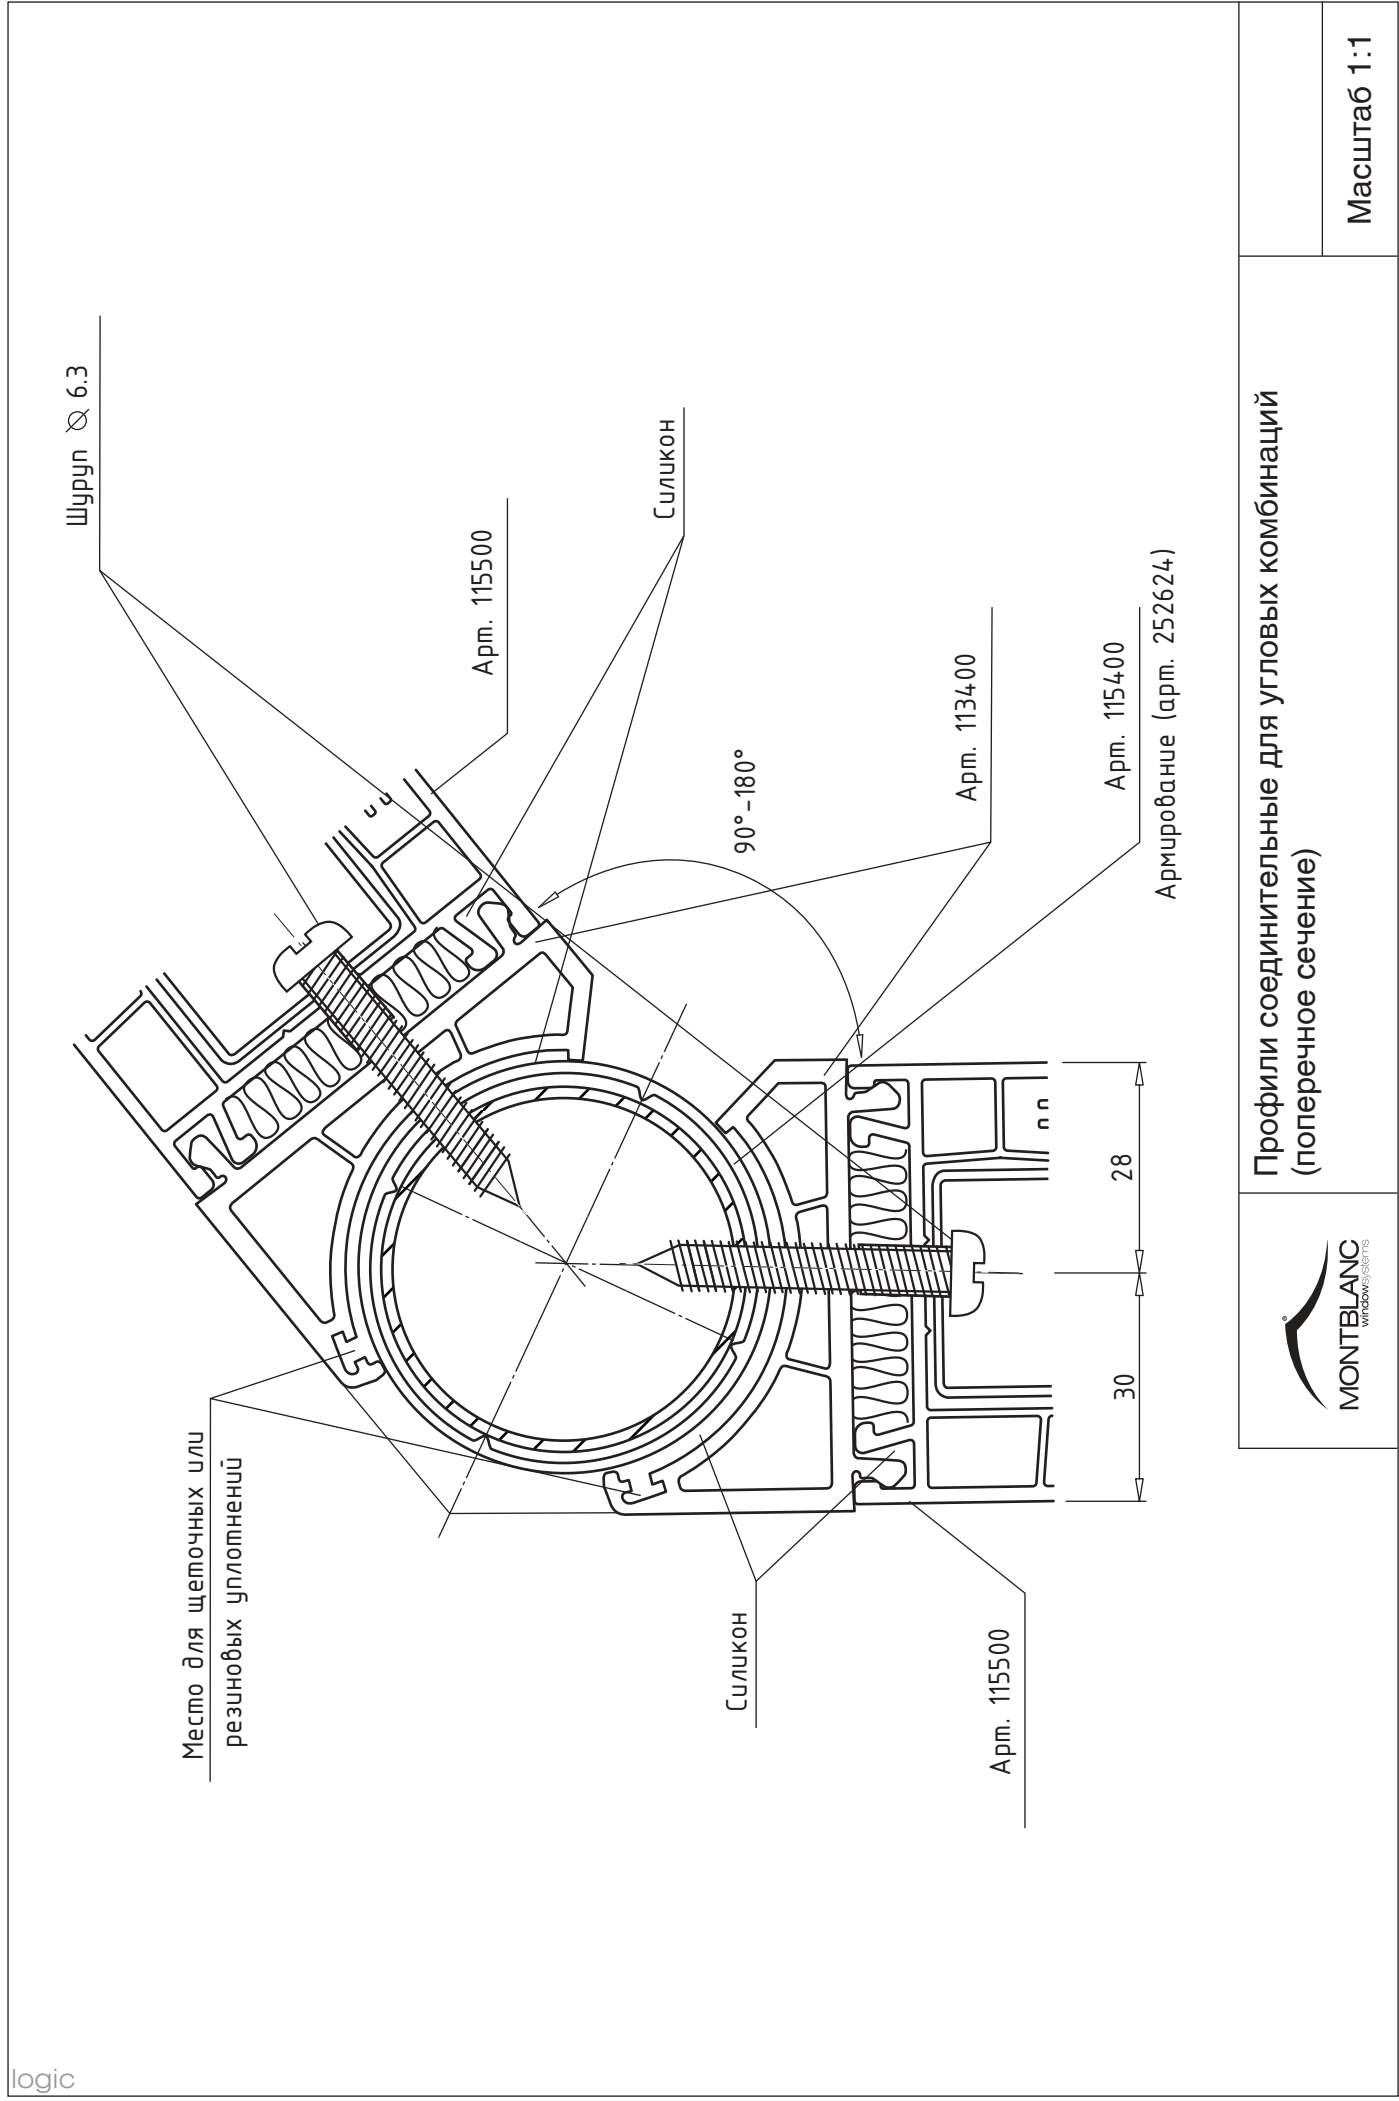 Место для щеточных или
резиновых уплотнений
Шуруп ⌀ 6.3
Арт. 115500
Силикон
90°-180°
Арт. 113400
Арт. 115400
Армирование (арт. 252624)
Силикон
Арт. 115500
30
28
MONTBLANC
windowsystems
Профили соединительные для угловых комбинаций
(поперечное сечение)
Масштаб 1:1
logic